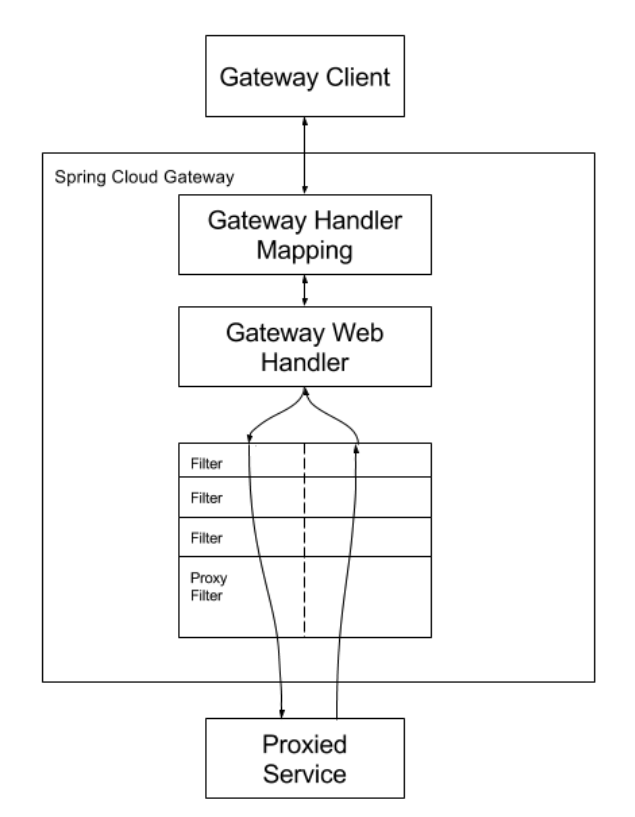 Gateway Client
Spring Cloud Gateway
Gateway Handler
Mapping
Gateway Web
Handler
Filter
Filter
Filter
Proxy
Filter
Proxied
Service